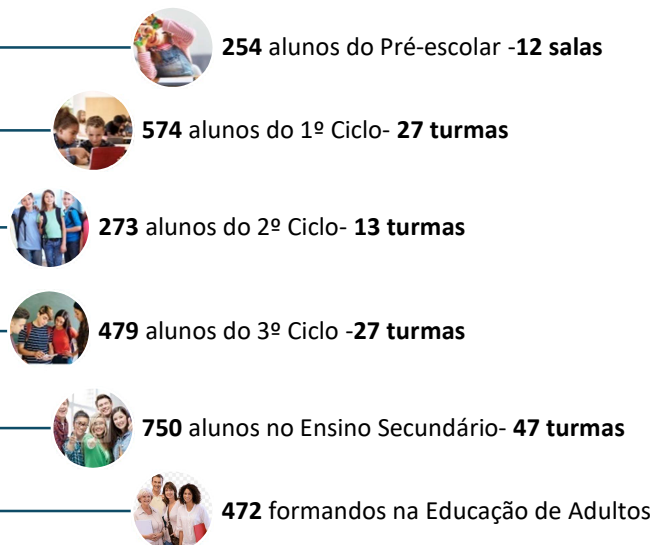 254 alunos do Pré-escolar -12 salas
574 alunos do 1º Ciclo- 27 turmas
273 alunos do 2º Ciclo- 13 turmas
479 alunos do 3º Ciclo -27 turmas
750 alunos no Ensino Secundário- 47 turmas
472 formandos na Educação de Adultos